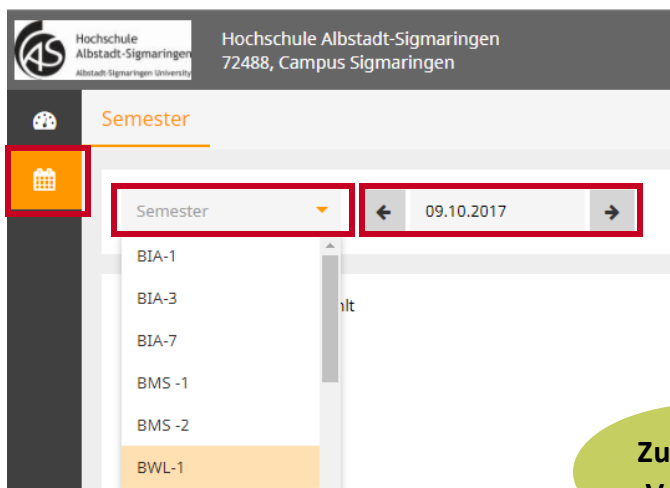 Hochschule
Albstadt-Sigmaringen
Albstadt-Sigmaringen University
Hochschule Albstadt-Sigmaringen
72488, Campus Sigmaringen
Semester
Semester
09.10.2017
BIA-1
BIA-3
BIA-7
BMS -1
BMS -2
BWL-1